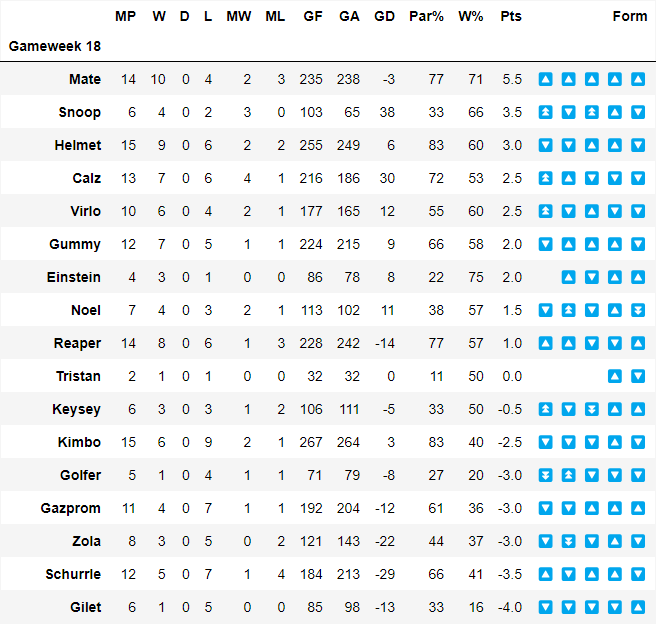 MP W D L MW ML GF GA GD Par% W% Pts Form
Gameweek 18
Mate 14 10 0 4 2 3 235 238 -3 77 71 5.5 🔼 🔼 🔼 🔼 🔼
Snoop 6 4 0 2 3 0 103 65 38 33 66 3.5 ⏫ 🔽 ⏫ 🔼 🔽
Helmet 15 9 0 6 2 2 255 249 6 83 60 3.0 🔽 🔽 🔼 🔼 🔽
Calz 13 7 0 6 4 1 216 186 30 72 53 2.5 ⏫ 🔼 🔽 🔽 🔽
Virlo 10 6 0 4 2 1 177 165 12 55 60 2.5 ⏫ 🔽 🔼 🔽 🔽
Gummy 12 7 0 5 1 1 224 215 9 66 58 2.0 🔽 🔼 🔼 🔼 🔽
Einstein 4 3 0 1 0 0 86 78 8 22 75 2.0 🔼 🔽 🔼 🔼
Noel 7 4 0 3 2 1 113 102 11 38 57 1.5 🔽 ⏫ 🔽 🔼 ⏬
Reaper 14 8 0 6 1 3 228 242 -14 77 57 1.0 🔼 🔼 🔽 🔽 🔼
Tristan 2 1 0 1 0 0 32 32 0 11 50 0.0 🔼 🔽
Keysey 6 3 0 3 1 2 106 111 -5 33 50 -0.5 ⏫ 🔽 ⏬ 🔼 🔼
Kimbo 15 6 0 9 2 1 267 264 3 83 40 -2.5 🔽 🔽 🔽 🔼 🔽
Golfer 5 1 0 4 1 1 71 79 -8 27 20 -3.0 ⏬ ⏫ 🔽 🔽 🔽
Gazprom 11 4 0 7 1 1 192 204 -12 61 36 -3.0 🔽 🔽 🔼 🔼 🔼
Zola 8 3 0 5 0 2 121 143 -22 44 37 -3.0 🔽 ⏬ 🔽 🔼 🔽
Schurrle 12 5 0 7 1 4 184 213 -29 66 41 -3.5 🔼 🔽 🔼 🔽 🔽
Gilet 6 1 0 5 0 0 85 98 -13 33 16 -4.0 🔽 🔽 🔽 🔽 🔼